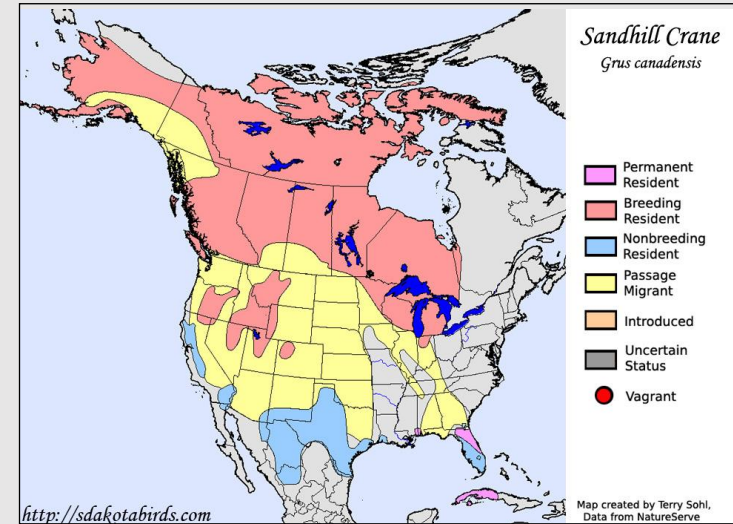 Sandhill Crane
Grus canadensis
Permanent
Resident
Breeding
Resident
Nonbreeding
Resident
Passage
Migrant
Introduced
Uncertain
Status
Vagrant
Map created by Terry Sohl,
Data from NatureServe
http://sdakotabirds.com